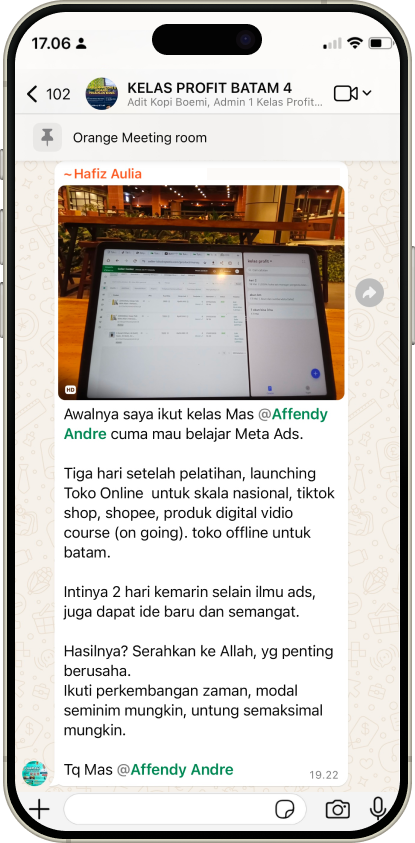 17.06
102
KELAS PROFIT BATAM 4
Adit Kopi Boemi, Admin 1 Kelas Profit...
Orange Meeting room
~Hafiz Aulia
HD
Awalnya saya ikut kelas Mas @Affendy
Andre cuma mau belajar Meta Ads.
Tiga hari setelah pelatihan, launching
Toko Online untuk skala nasional, tiktok
shop, shopee, produk digital vidio
course (on going). toko offline untuk
batam.
Intinya 2 hari kemarin selain ilmu ads,
juga dapat ide baru dan semangat.
Hasilnya? Serahkan ke Allah, yg penting
berusaha.
Ikuti perkembangan zaman, modal
seminim mungkin, untung semaksimal
mungkin.
Tq Mas @Affendy Andre
19.22